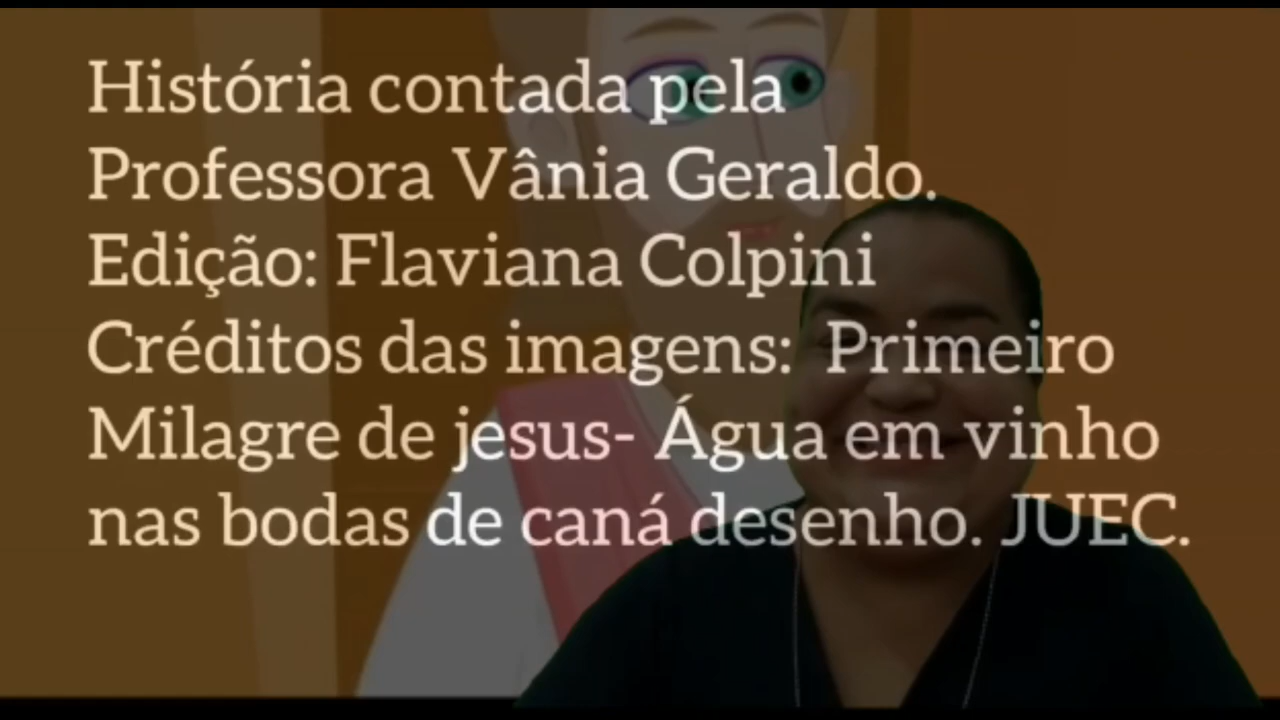 História contada pela
Professora Vânia Geraldo.
Edição: Flaviana Colpini
Créditos das imagens: Primeiro
Milagre de jesus- Água em vinho
nas bodas de caná desenho. JUEC.